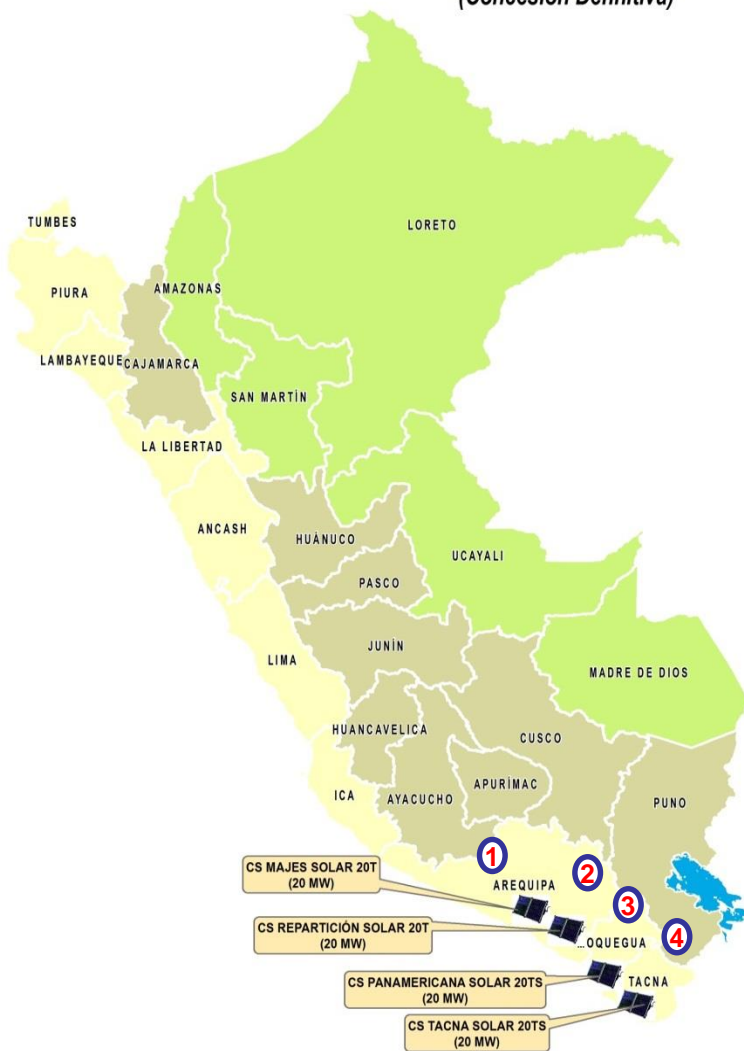 (Concesión Definitiva)
TUMBES
LORETO
PIURA
AMAZONAS
LAMBAYEQUE
CAJAMARCA
SAN MARTÍN
LA LIBERTAD
ANCASH
HUÁNUCO
UCAYALI
PASCO
JUNÍN
LIMA
MADRE DE DIOS
HUANCAVELICA
CUSCO
APURÍMAC
ICA
AYACUCHO
PUNO
1
2
CS MAJES SOLAR 20T
(20 MW)
AREQUIPA
3
CS REPARTICIÓN SOLAR 20T
(20 MW)
...OQUEGUA
4
CS PANAMERICANA SOLAR 20TS
(20 MW)
TACNA
CS TACNA SOLAR 20TS
(20 MW)